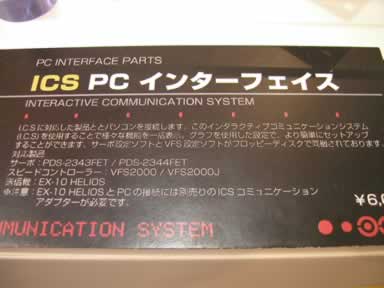 PC INTERFACE PARTS
ICS PC インターフェイス
INTERACTIVE COMMUNICATION SYSTEM
I.C.Sに対応した製品とパソコンを接続します。このインタラクティブコミュニケーションシステム
(I.C.S)を使用することで様々な機能を一括表示、グラフを使用した設定で、より簡単にセットアップ
することができます。サーボ設定ソフトとVFS設定ソフトがフロッピーディスクで同梱されております。
対応製品
サーボ：PDS-2343FET / PDS-2344FET
スピードコントローラー：VFS2000 / VFS2000J
送信機：EX-10 HELIOS
※注意：EX-10 HELIOSとPCの接続には別売りのICSコミュニケーション
アダプターが必要です。
MUNICATION SYSTEM